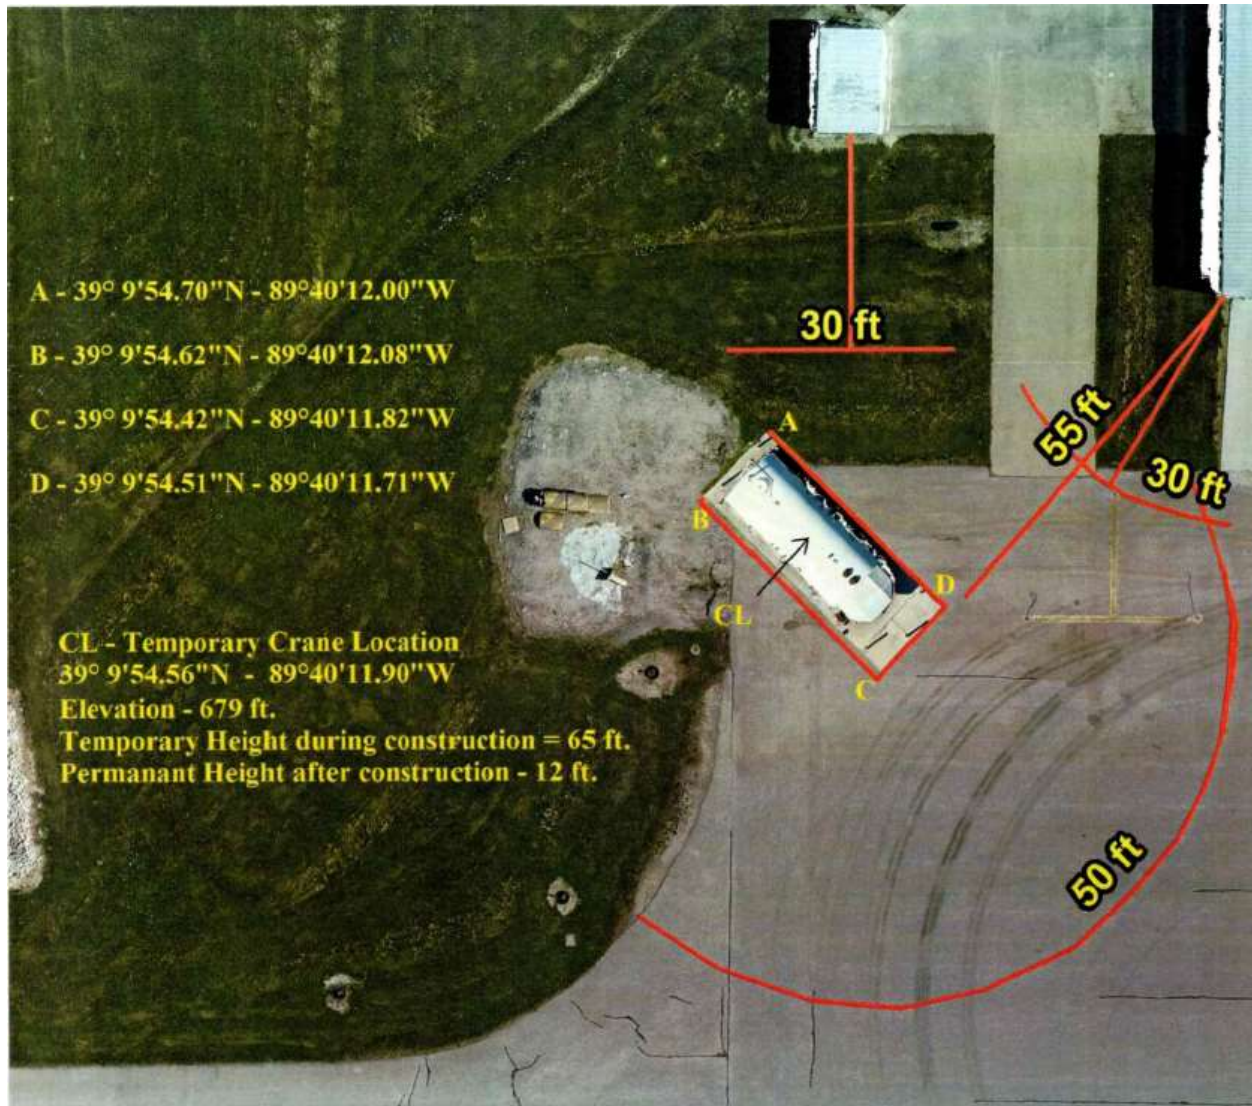 30 ft
A - 39° 9'54.70"N - 89°40'12.00"W
B - 39° 9'54.62"N - 89°40'12.08"W
C - 39° 9'54.42"N - 89°40'11.82"W
D - 39° 9'54.51"N - 89°40'11.71"W
A
55 ft
30 ft
B
D
CL
C
CL - Temporary Crane Location
39° 9'54.56"N - 89°40'11.90"W
Elevation - 679 ft.
Temporary Height during construction = 65 ft.
Permanant Height after construction - 12 ft.
50 ft